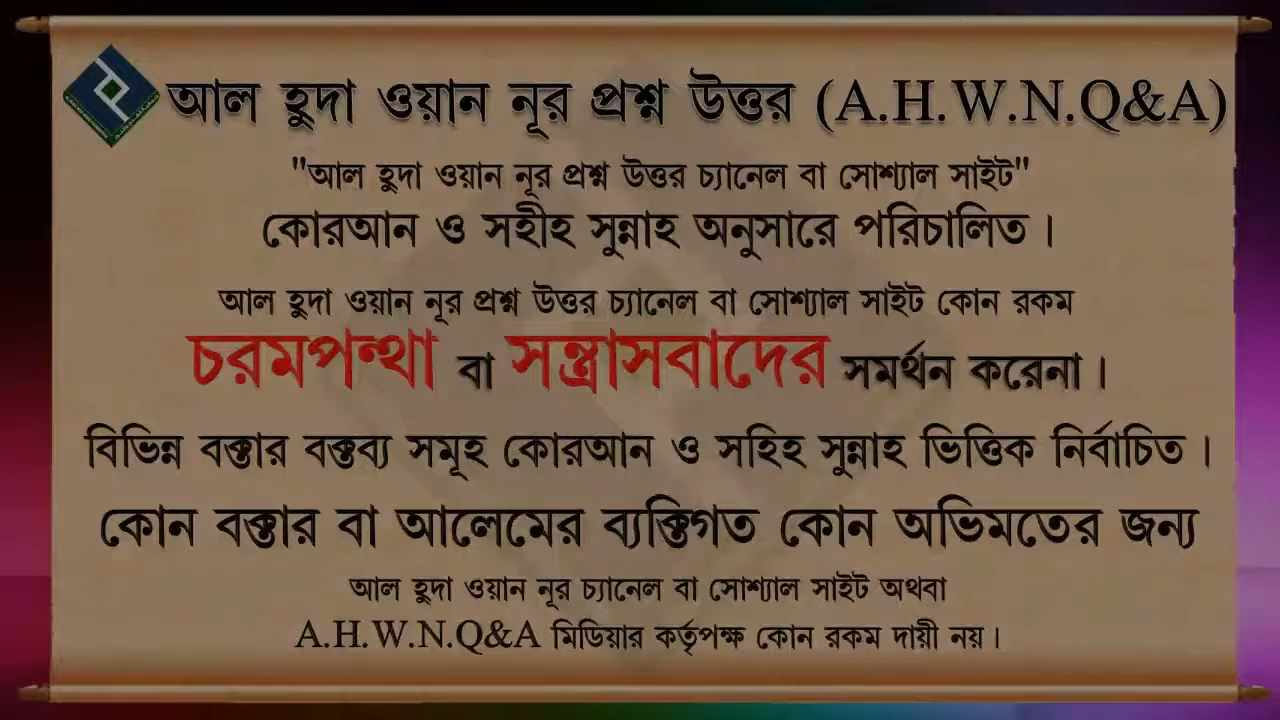 আল হুদা ওয়ান নূর প্রশ্ন উত্তর (A.H.W.N.Q&A)
"আল হুদা ওয়ান নূর প্রশ্ন উত্তর চ্যানেল বা সোশ্যাল সাইট"
কোরআন ও সহীহ সুন্নাহ অনুসারে পরিচালিত।
আল হুদা ওয়ান নূর প্রশ্ন উত্তর চ্যানেল বা সোশ্যাল সাইট কোন রকম
চরমপন্থা বা সন্ত্রাসবাদের সমর্থন করেনা।
বিভিন্ন বক্তার বক্তব্য সমূহ কোরআন ও সহিহ সুন্নাহ ভিত্তিক নির্বাচিত।
কোন বক্তার বা আলেমের ব্যক্তিগত কোন অভিমতের জন্য
আল হুদা ওয়ান নূর চ্যানেল বা সোশ্যাল সাইট অথবা
A.H.W.N.Q&A মিডিয়ার কর্তৃপক্ষ কোন রকম দায়ী নয়।